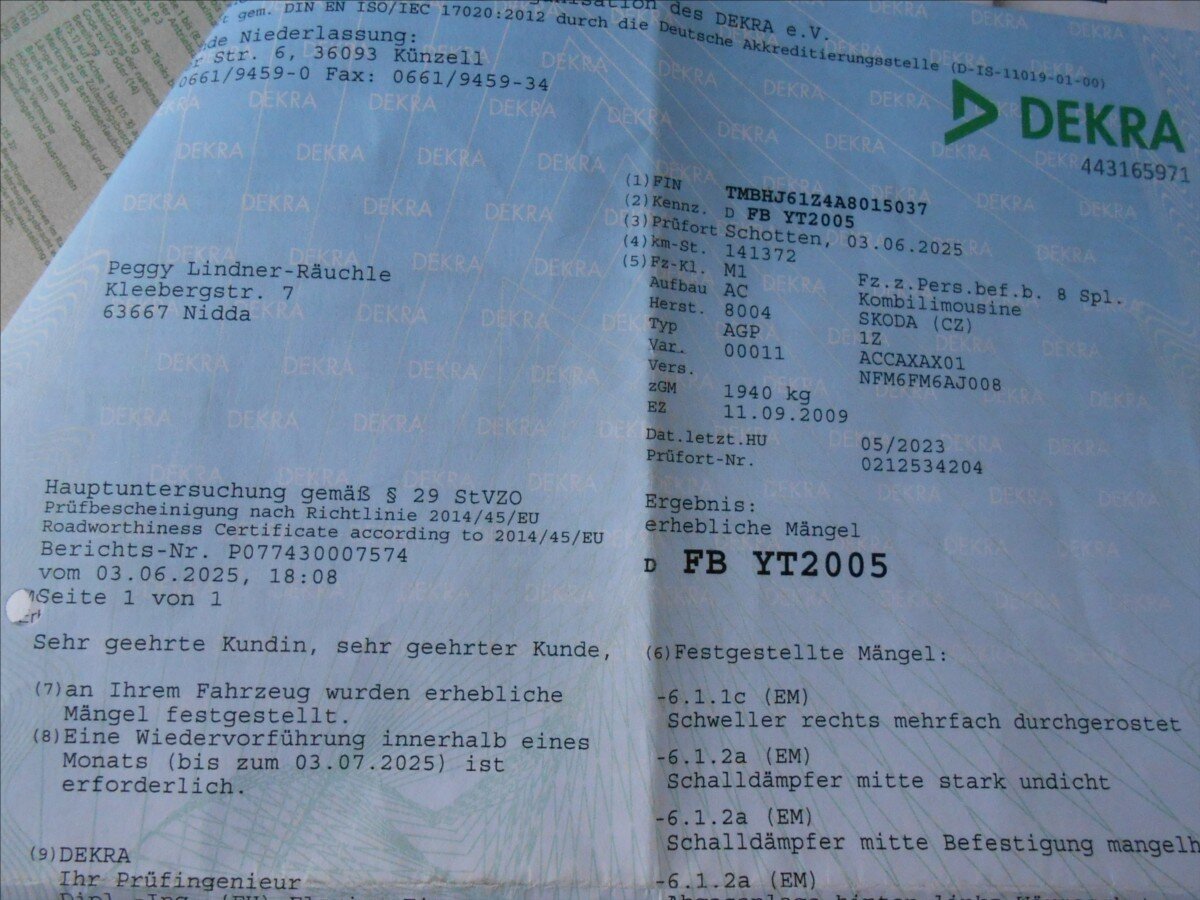 ganisation des DEKRA e.V.
t gem. DIN EN ISO/IEC 17020:2012 durch die Deutsche Akkreditierungsstelle (D-IS-11019-01-00)
nde Niederlassung:
r Str. 6, 36093 Künzell
0661/9459-0 Fax: 0661/9459-34
DEKRA
443165971
(1) FIN TMBHJ61Z4A8015037
(2) Kennz. D FB YT2005
(3) Prüfort Schotten, 03.06.2025
(4) km-St. 141372
(5) Fz-Kl. M1 Fz.z.Pers.bef.b. 8 Spl.
Aufbau AC Kombilimousine
Herst. 8004 SKODA (CZ)
Typ AGP 1Z
Var. 00011 ACCAXAX01
Vers. NFM6FM6AJ008
zGM 1940 kg
EZ 11.09.2009
Dat.letzt.HU 05/2023
Prüfort-Nr. 0212534204
Peggy Lindner-Räuchle
Kleebergstr. 7
63667 Nidda
Hauptuntersuchung gemäß § 29 StVZO
Prüfbescheinigung nach Richtlinie 2014/45/EU
Roadworthiness Certificate according to 2014/45/EU
Berichts-Nr. P077430007574
vom 03.06.2025, 18:08
Seite 1 von 1
Ergebnis:
erhebliche Mängel
D FB YT2005
Sehr geehrte Kundin, sehr geehrter Kunde,
(7) an Ihrem Fahrzeug wurden erhebliche
Mängel festgestellt.
(8) Eine Wiedervorführung innerhalb eines
Monats (bis zum 03.07.2025) ist
erforderlich.
(9) DEKRA
Ihr Prüfingenieur
(6) Festgestellte Mängel:
-6.1.1c (EM)
Schweller rechts mehrfach durchgerostet
-6.1.2a (EM)
Schalldämpfer mitte stark undicht
-6.1.2a (EM)
Schalldämpfer mitte Befestigung mangelh
-6.1.2a (EM)